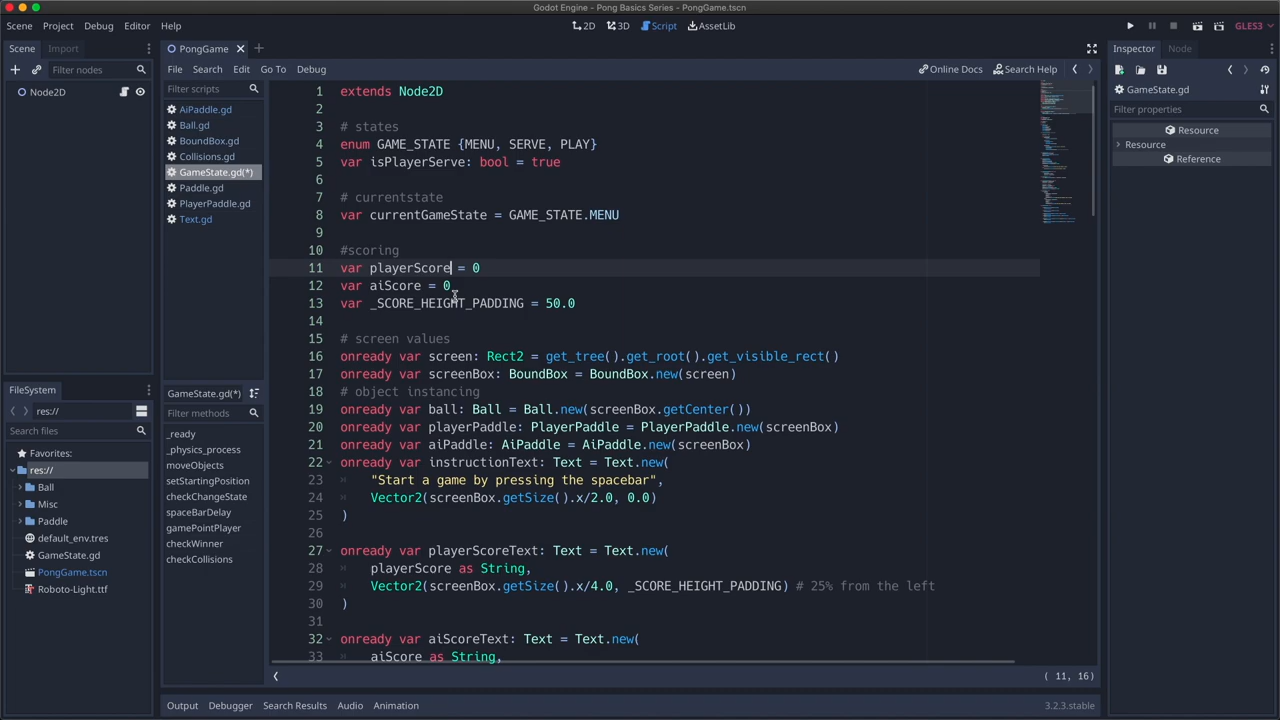 Godot Engine - Pong Basics Series - PongGame.tscn
Scene Project Debug Editor Help
2D 3D Script AssetLib
GLES3
Scene Import
Filter nodes
Node2D
FileSystem
res://
Search files
Favorites:
res://
Ball
Misc
Paddle
default_env.tres
GameState.gd
PongGame.tscn
Roboto-Light.ttf
PongGame
File Search Edit Go To Debug
Online Docs Search Help
Filter scripts
AiPaddle.gd
Ball.gd
BoundBox.gd
Collisions.gd
GameState.gd(*)
Paddle.gd
PlayerPaddle.gd
Text.gd
GameState.gd(*)
Filter methods
_ready
_physics_process
moveObjects
setStartingPosition
checkChangeState
spaceBarDelay
gamePointPlayer
checkWinner
checkCollisions
1 extends Node2D
2
3 # states
4 enum GAME_STATE {MENU, SERVE, PLAY}
5 var isPlayerServe: bool = true
6
7 # currentstate
8 var currentGameState = GAME_STATE.MENU
9
10 #scoring
11 var playerScore = 0
12 var aiScore = 0
13 var _SCORE_HEIGHT_PADDING = 50.0
14
15 # screen values
16 onready var screen: Rect2 = get_tree().get_root().get_visible_rect()
17 onready var screenBox: BoundBox = BoundBox.new(screen)
18 # object instancing
19 onready var ball: Ball = Ball.new(screenBox.getCenter())
20 onready var playerPaddle: PlayerPaddle = PlayerPaddle.new(screenBox)
21 onready var aiPaddle: AiPaddle = AiPaddle.new(screenBox)
22 onready var instructionText: Text = Text.new(
23 "Start a game by pressing the spacebar",
24 Vector2(screenBox.getSize().x/2.0, 0.0)
25 )
26
27 onready var playerScoreText: Text = Text.new(
28 playerScore as String,
29 Vector2(screenBox.getSize().x/4.0, _SCORE_HEIGHT_PADDING) # 25% from the left
30 )
31
32 onready var aiScoreText: Text = Text.new(
33 aiScore as String,
( 11, 16)
Output Debugger Search Results Audio Animation
3.2.3.stable
Inspector Node
GameState.gd
Filter properties
Resource
Resource
Reference